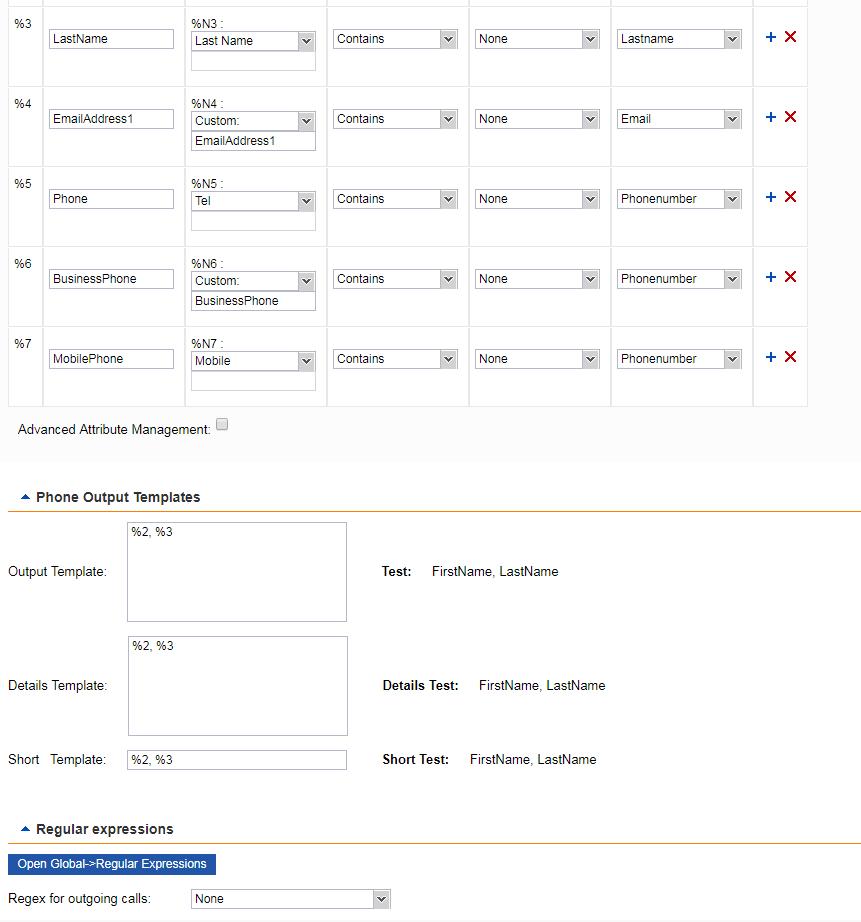 %3 LastName %N3 : Last Name Contains None Lastname
%4 EmailAddress1 %N4 : Custom: EmailAddress1 Contains None Email
%5 Phone %N5 : Tel Contains None Phonenumber
%6 BusinessPhone %N6 : Custom: BusinessPhone Contains None Phonenumber
%7 MobilePhone %N7 : Mobile Contains None Phonenumber
Advanced Attribute Management:
Phone Output Templates
Output Template: %2, %3 Test: FirstName, LastName
Details Template: %2, %3 Details Test: FirstName, LastName
Short Template: %2, %3 Short Test: FirstName, LastName
Regular expressions
Open Global->Regular Expressions
Regex for outgoing calls: None